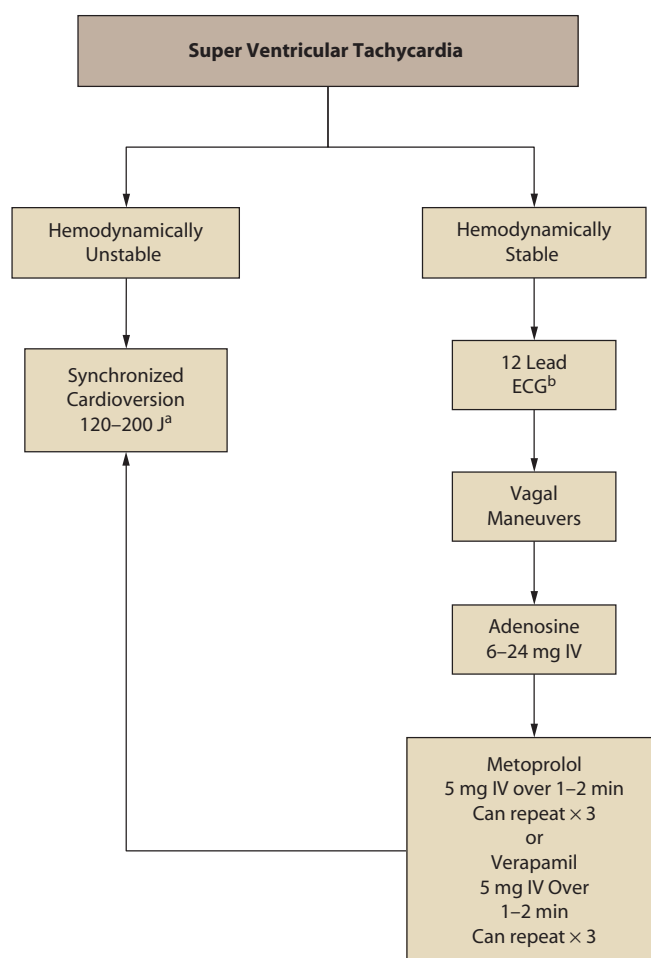 Super Ventricular Tachycardia
Hemodynamically
Unstable
Synchronized
Cardioversion
120–200 Jᵃ
Hemodynamically
Stable
12 Lead
ECGᵇ
Vagal
Maneuvers
Adenosine
6–24 mg IV
Metoprolol
5 mg IV over 1–2 min
Can repeat × 3
or
Verapamil
5 mg IV Over
1–2 min
Can repeat × 3